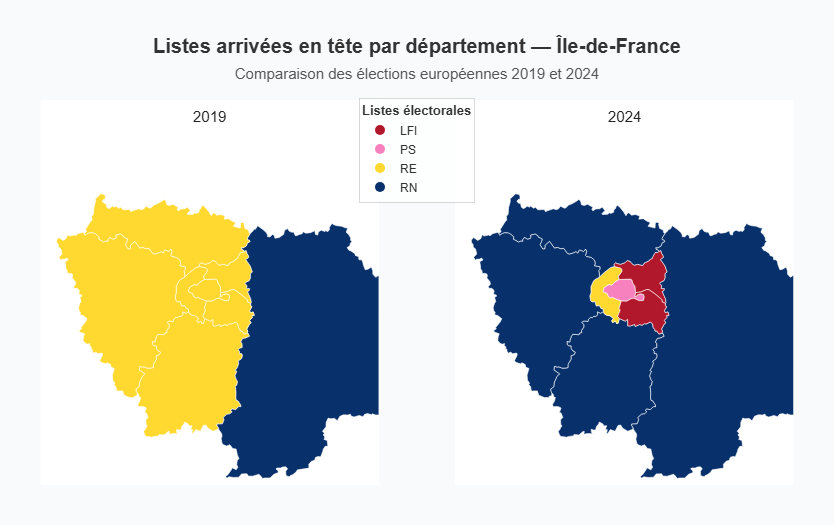 Listes arrivées en tête par département — Île-de-France
Comparaison des élections européennes 2019 et 2024
2019
Listes électorales
LFI
PS
RE
RN
2024